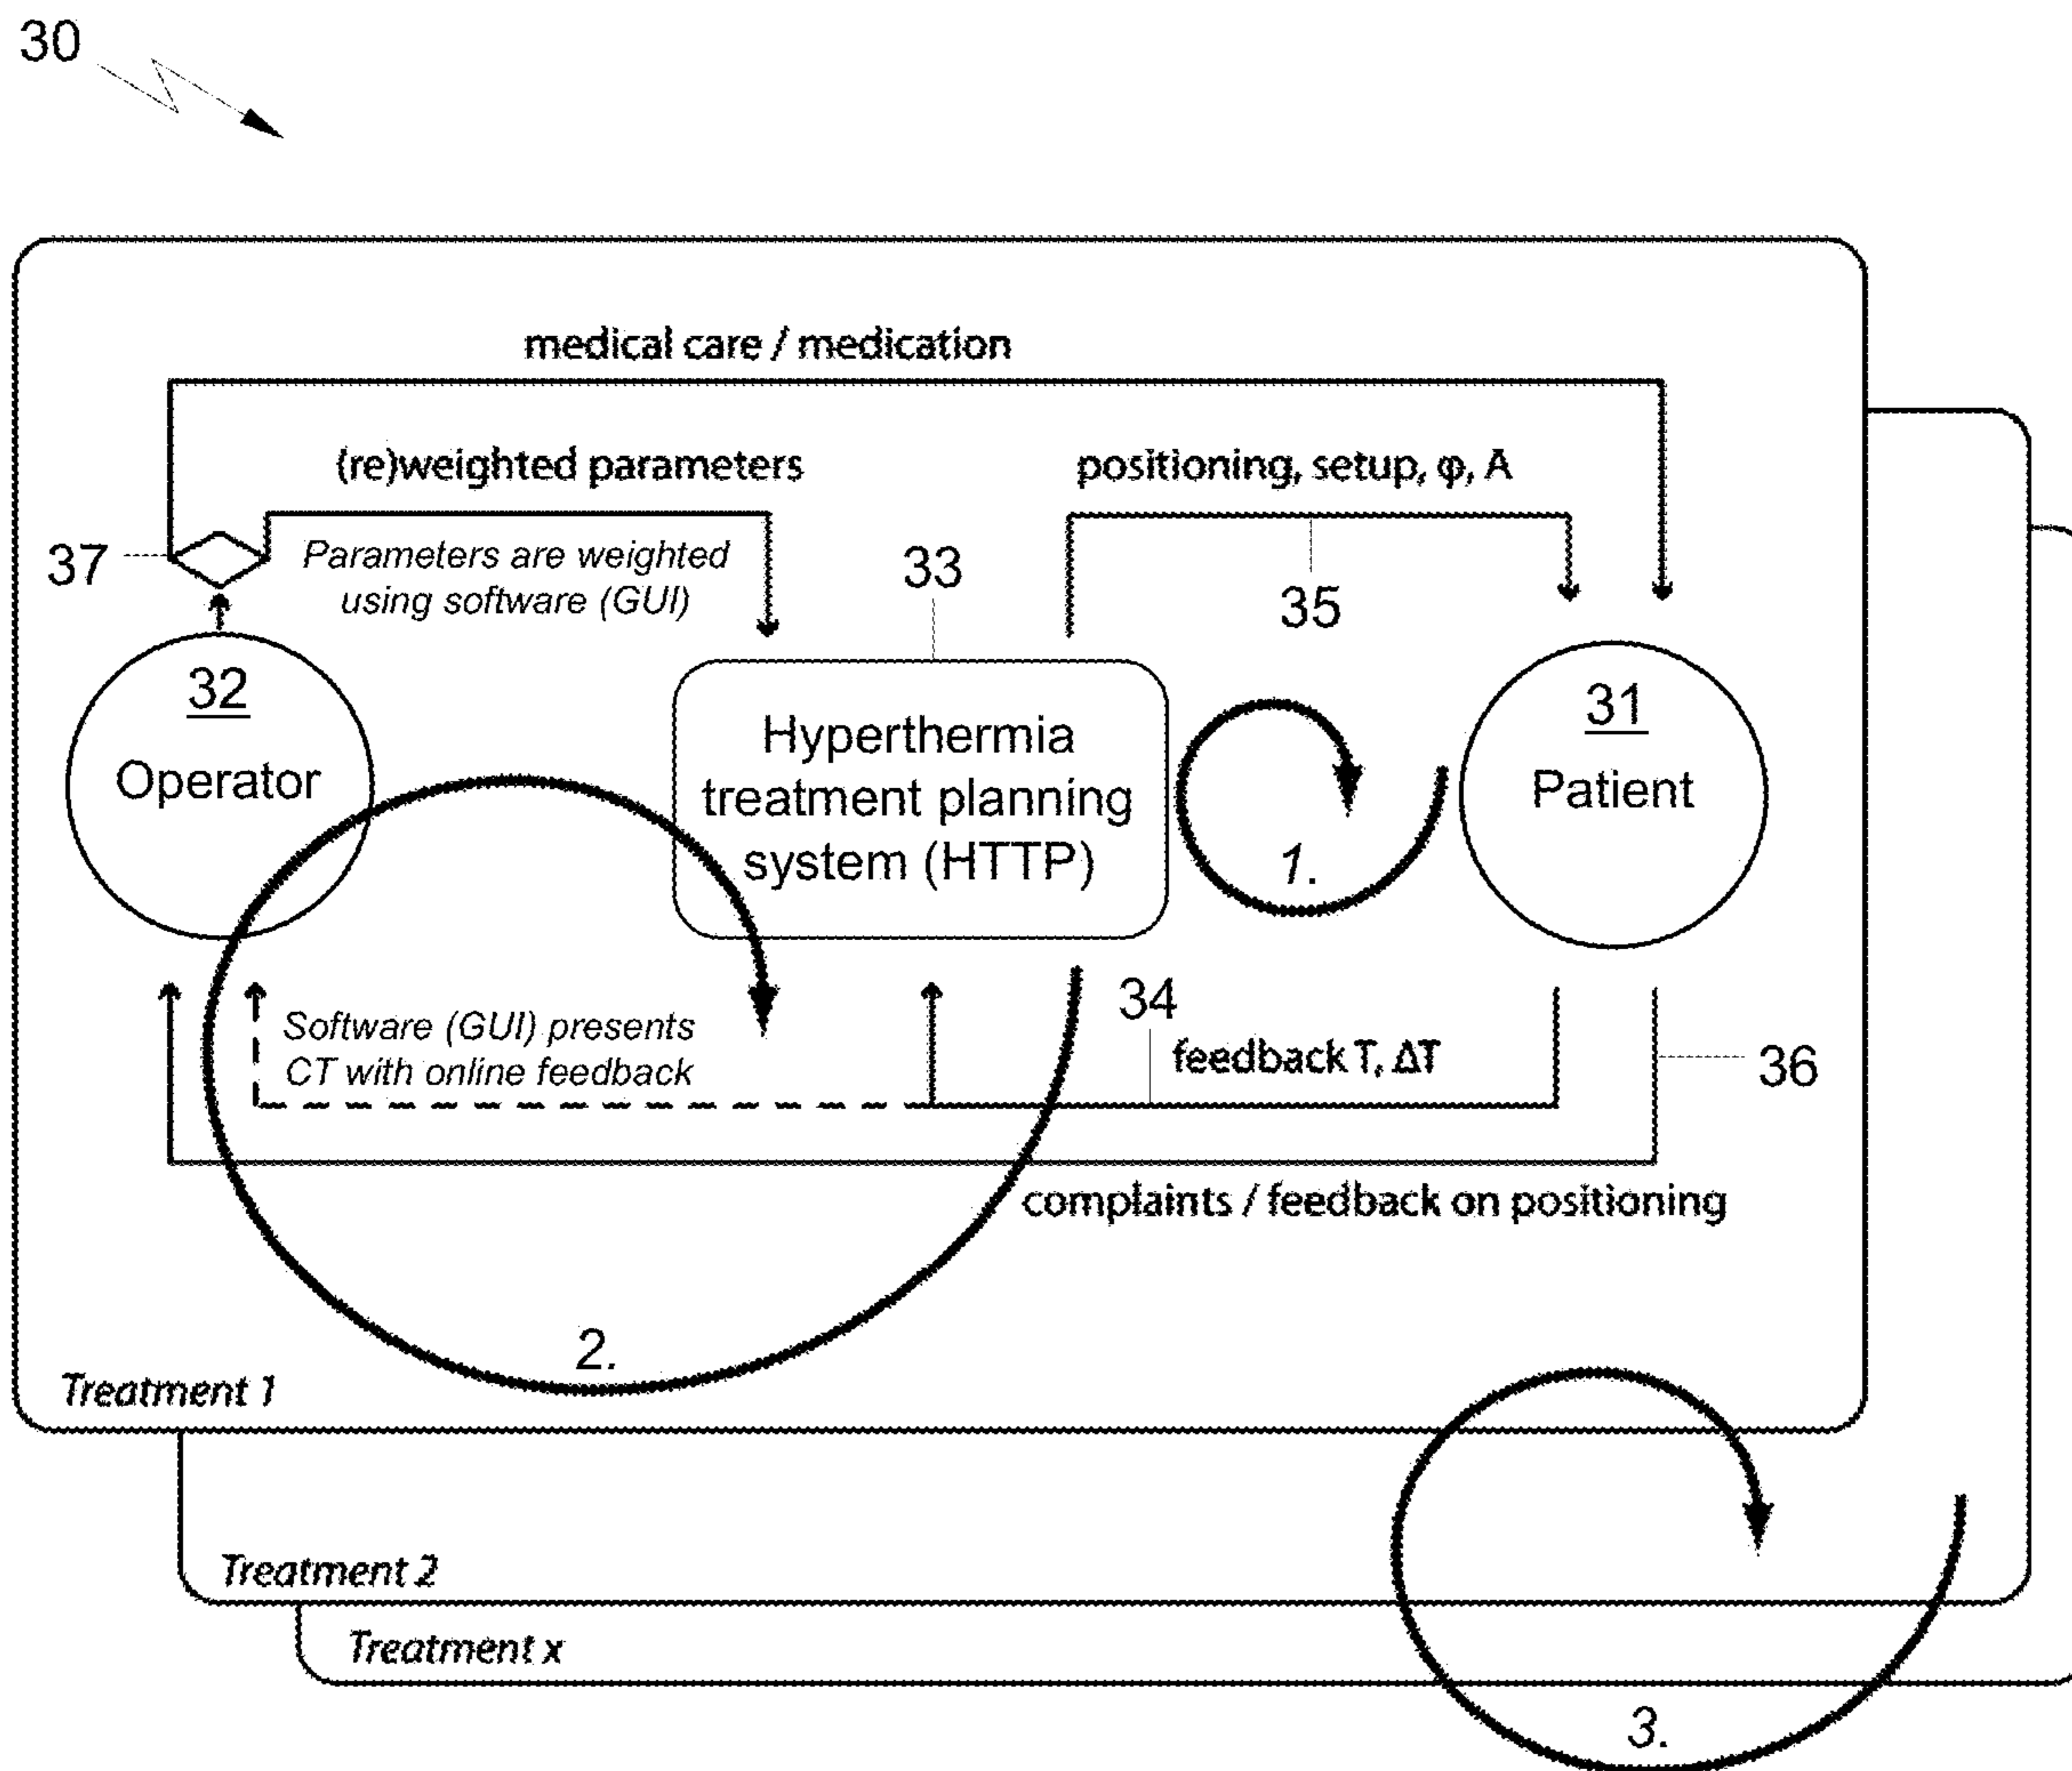 30
medical care / medication
(re)weighted parameters
positioning, setup, φ, A
37
Parameters are weighted
using software (GUI)
33
35
32
Operator
Hyperthermia
treatment planning
system (HTTP)
31
Patient
1.
34
Software (GUI) presents
CT with online feedback
feedback T, ΔT
36
complaints / feedback on positioning
2.
Treatment 1
Treatment 2
Treatment x
3.